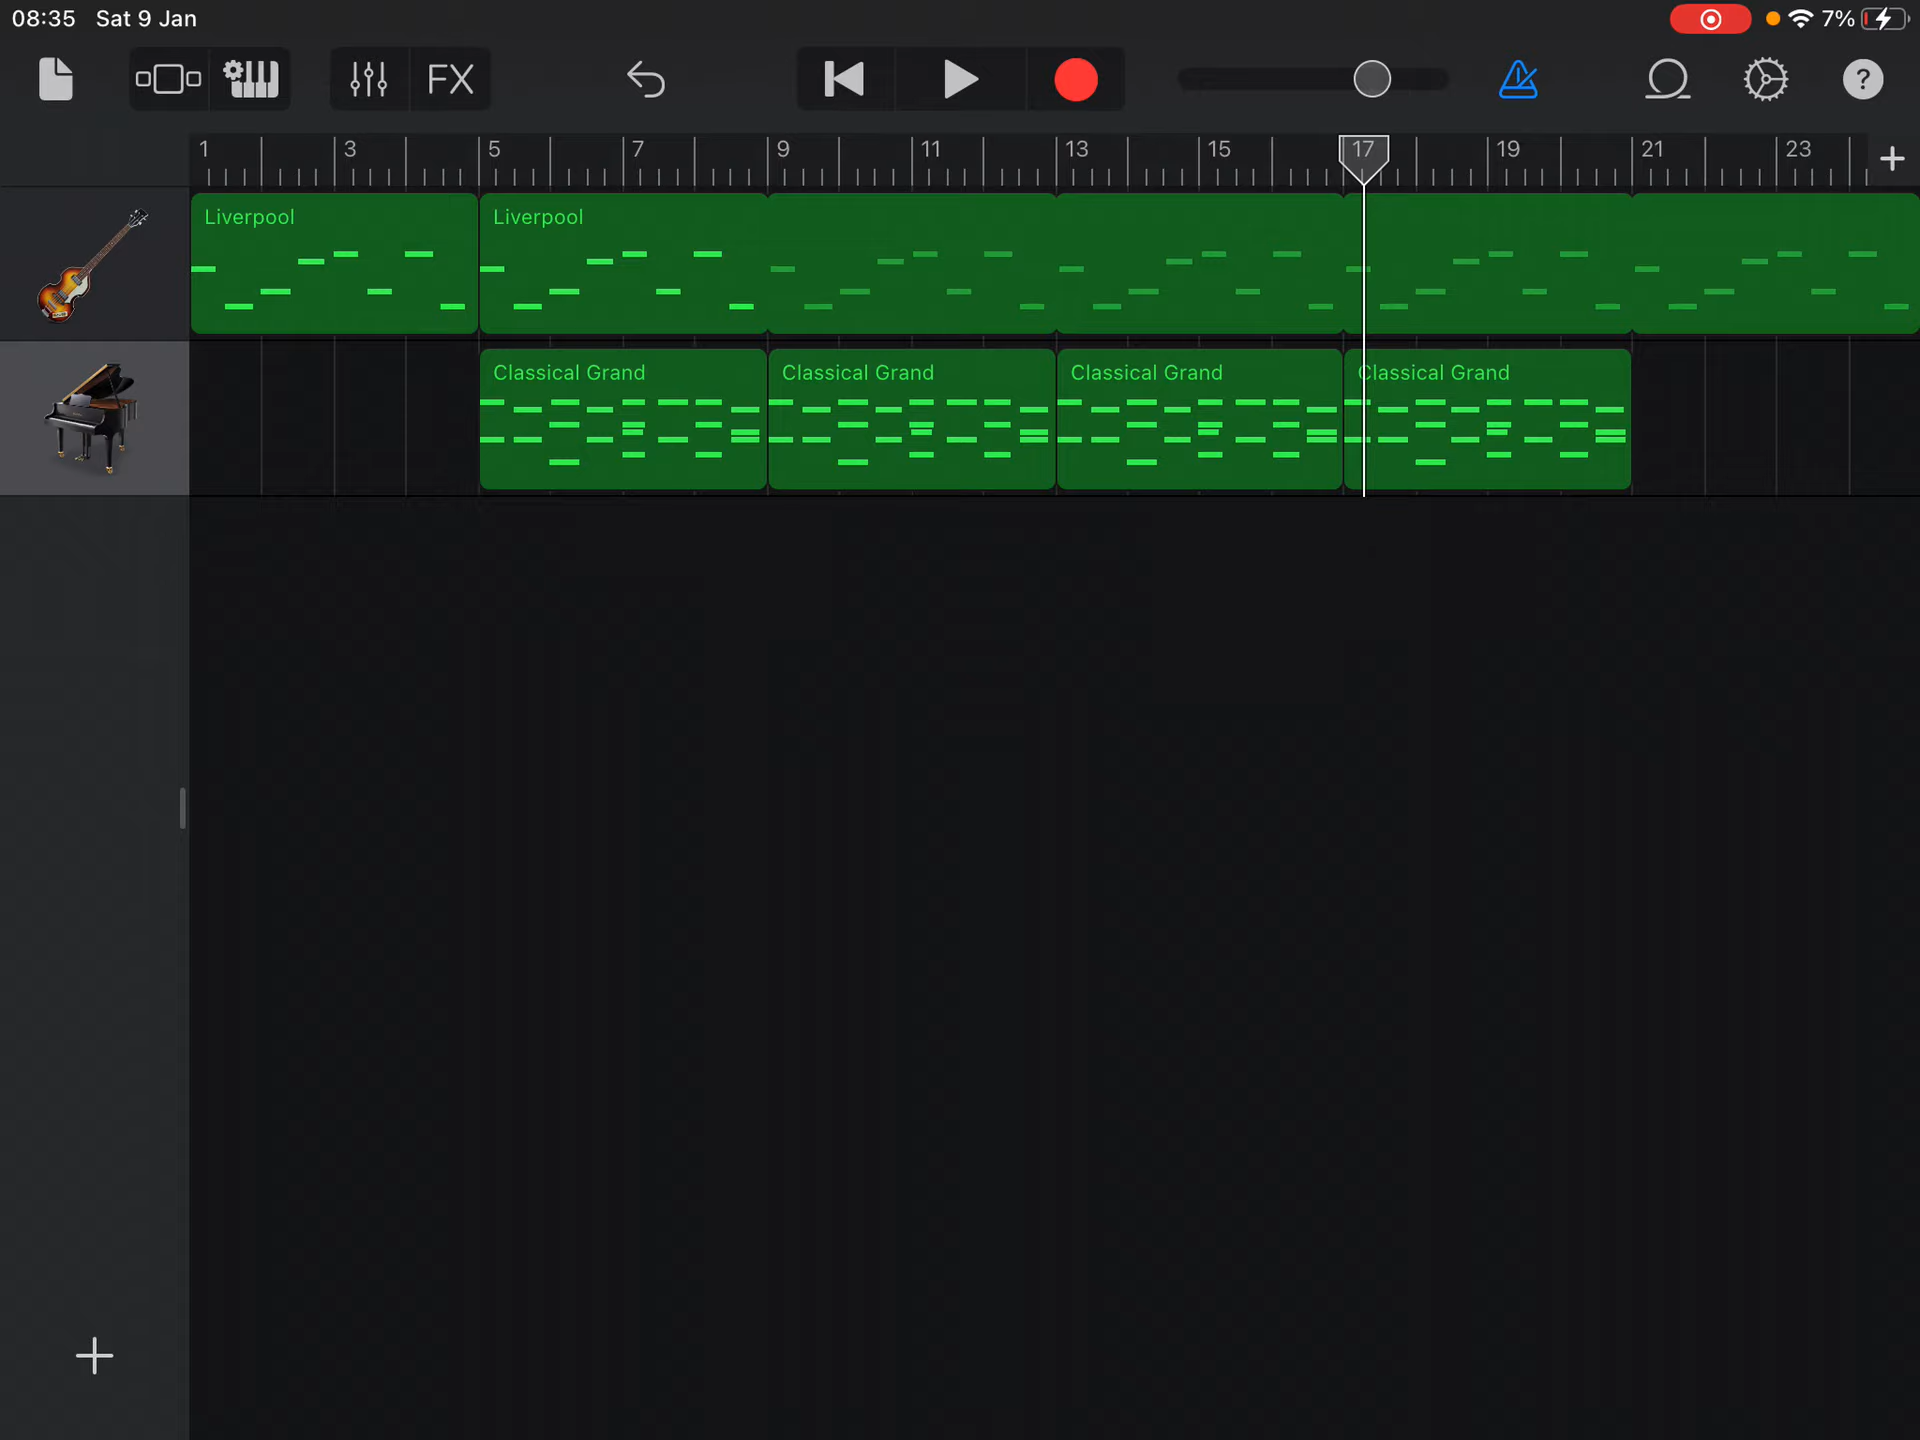 08:35 Sat 9 Jan 7%
FX ?
1 3 5 7 9 11 13 15 17 19 21 23
Liverpool Liverpool
Classical Grand Classical Grand Classical Grand Classical Grand